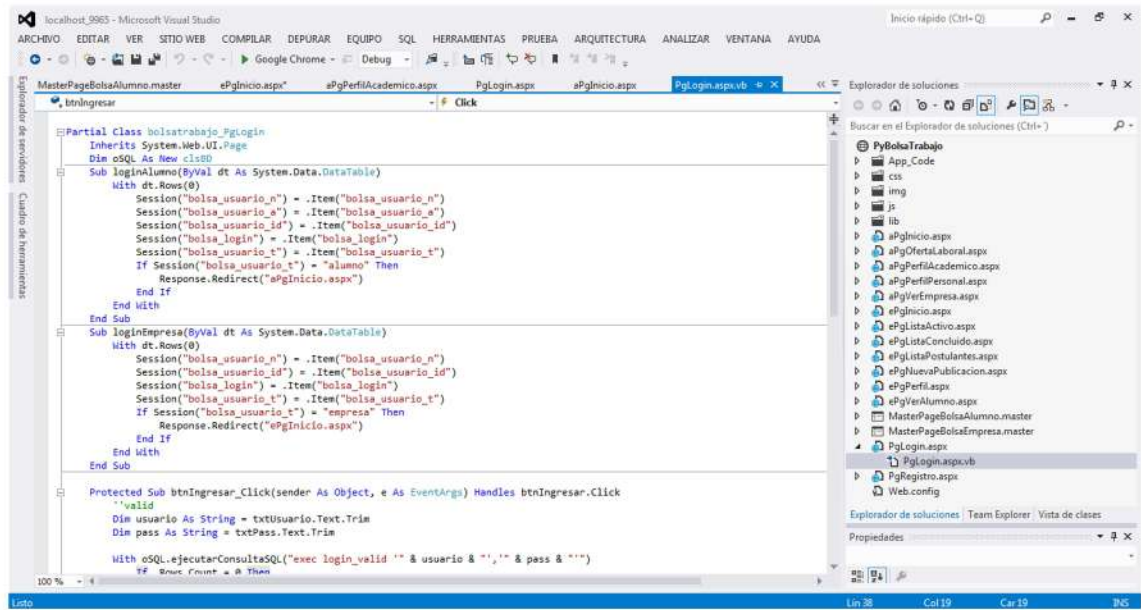 localhost_9965 - Microsoft Visual Studio
Inicio rápido (Ctrl+Q)
ARCHIVO EDITAR VER SITIO WEB COMPILAR DEPURAR EQUIPO SQL HERRAMIENTAS PRUEBA ARQUITECTURA ANALIZAR VENTANA AYUDA
Google Chrome Debug
Explorador de servidores
Cuadro de herramientas
MasterPageBolsaAlumno.master ePgInicio.aspx* aPgPerfilAcademico.aspx PgLogin.aspx aPgInicio.aspx PgLogin.aspx.vb
btnIngresar Click
Partial Class bolsatrabajo_PgLogin
Inherits System.Web.UI.Page
Dim oSQL As New clsBD
Sub loginAlumno(ByVal dt As System.Data.DataTable)
With dt.Rows(0)
Session("bolsa_usuario_n") = .Item("bolsa_usuario_n")
Session("bolsa_usuario_a") = .Item("bolsa_usuario_a")
Session("bolsa_usuario_id") = .Item("bolsa_usuario_id")
Session("bolsa_login") = .Item("bolsa_login")
Session("bolsa_usuario_t") = .Item("bolsa_usuario_t")
If Session("bolsa_usuario_t") = "alumno" Then
Response.Redirect("aPgInicio.aspx")
End If
End With
End Sub
Sub loginEmpresa(ByVal dt As System.Data.DataTable)
With dt.Rows(0)
Session("bolsa_usuario_n") = .Item("bolsa_usuario_n")
Session("bolsa_usuario_id") = .Item("bolsa_usuario_id")
Session("bolsa_login") = .Item("bolsa_login")
Session("bolsa_usuario_t") = .Item("bolsa_usuario_t")
If Session("bolsa_usuario_t") = "empresa" Then
Response.Redirect("ePgInicio.aspx")
End If
End With
End Sub
Protected Sub btnIngresar_Click(sender As Object, e As EventArgs) Handles btnIngresar.Click
''valid
Dim usuario As String = txtUsuario.Text.Trim
Dim pass As String = txtPass.Text.Trim
With oSQL.ejecutarConsultaSQL("exec login_valid '" & usuario & "','" & pass & "'")
If .Rows.Count = 0 Then
100 %
Explorador de soluciones
Buscar en el Explorador de soluciones (Ctrl+ )
PyBolsaTrabajo
App_Code
css
img
js
lib
aPgInicio.aspx
aPgOfertaLaboral.aspx
aPgPerfilAcademico.aspx
aPgPerfilPersonal.aspx
aPgVerEmpresa.aspx
ePgInicio.aspx
ePgListaActivo.aspx
ePgListaConcluido.aspx
ePgListaPostulantes.aspx
ePgNuevaPublicacion.aspx
ePgPerfil.aspx
ePgVerAlumno.aspx
MasterPageBolsaAlumno.master
MasterPageBolsaEmpresa.master
PgLogin.aspx
PgLogin.aspx.vb
PgRegistro.aspx
Web.config
Explorador de soluciones Team Explorer Vista de clases
Propiedades
Listo Lín 38 Col 19 Car 19 INS